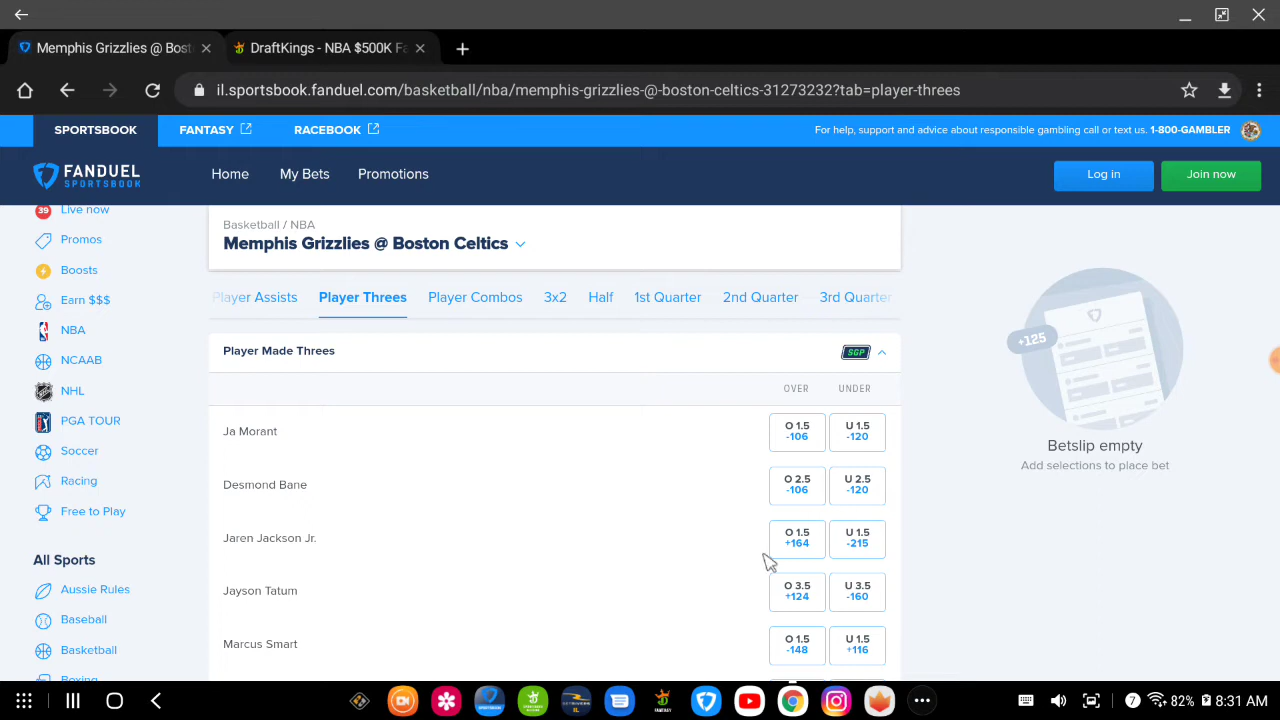 Memphis Grizzlies @ Bost
DraftKings - NBA $500K Fa
il.sportsbook.fanduel.com/basketball/nba/memphis-grizzlies-@-boston-celtics-31273232?tab=player-threes
SPORTSBOOK
FANTASY
RACEBOOK
For help, support and advice about responsible gambling call or text us. 1-800-GAMBLER
FANDUEL
SPORTSBOOK
Home
My Bets
Promotions
Log in
Join now
39
Live now
Promos
Boosts
Earn $$$
NBA
NCAAB
NHL
PGA TOUR
Soccer
Racing
Free to Play
All Sports
Aussie Rules
Baseball
Basketball
Boxing
Basketball / NBA
Memphis Grizzlies @ Boston Celtics
Player Assists
Player Threes
Player Combos
3x2
Half
1st Quarter
2nd Quarter
3rd Quarter
Player Made Threes
SGP
OVER
UNDER
Ja Morant
O 1.5
-106
U 1.5
-120
Desmond Bane
O 2.5
-106
U 2.5
-120
Jaren Jackson Jr.
O 1.5
+164
U 1.5
-215
Jayson Tatum
O 3.5
+124
U 3.5
-160
Marcus Smart
O 1.5
-148
U 1.5
+116
+125
Betslip empty
Add selections to place bet
7
82%
8:31 AM